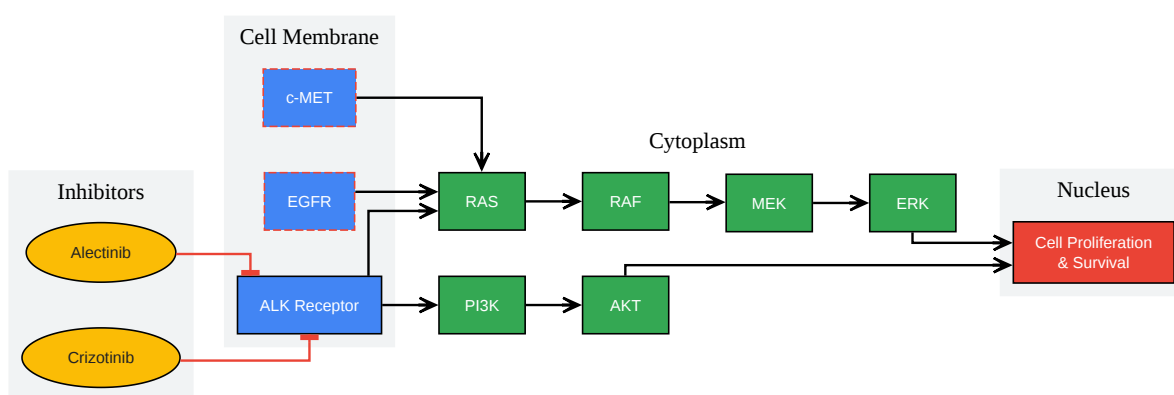 Cell Membrane
c-MET
Cytoplasm
Inhibitors
EGFR
RAS
RAF
MEK
ERK
Nucleus
Alectinib
Cell Proliferation
& Survival
ALK Receptor
PI3K
AKT
Crizotinib